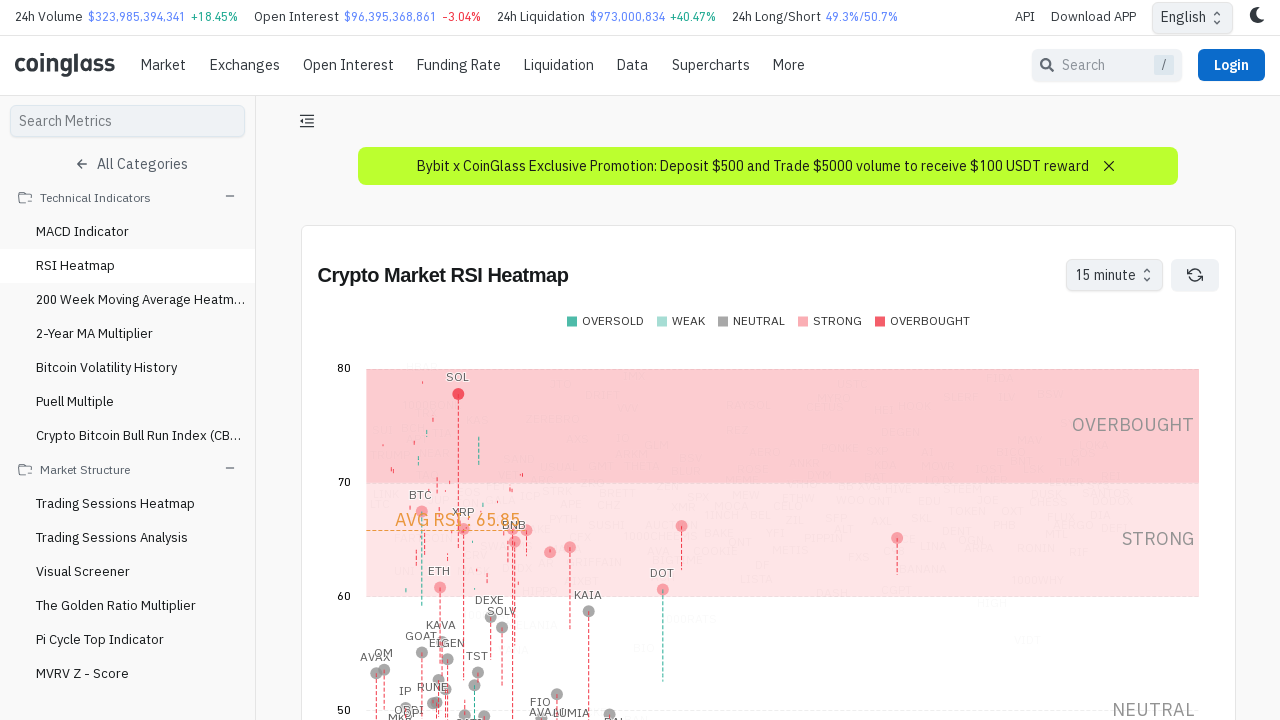 24h Volume $323,985,394,341 +18.45% Open Interest $96,395,368,861 -3.04% 24h Liquidation $973,000,834 +40.47% 24h Long/Short 49.3%/50.7% API Download APP English
coinglass Market Exchanges Open Interest Funding Rate Liquidation Data Supercharts More Search / Login
Search Metrics
All Categories
Technical Indicators
MACD Indicator
RSI Heatmap
200 Week Moving Average Heatm...
2-Year MA Multiplier
Bitcoin Volatility History
Puell Multiple
Crypto Bitcoin Bull Run Index (CB...
Market Structure
Trading Sessions Heatmap
Trading Sessions Analysis
Visual Screener
The Golden Ratio Multiplier
Pi Cycle Top Indicator
MVRV Z - Score
Bybit x CoinGlass Exclusive Promotion: Deposit $500 and Trade $5000 volume to receive $100 USDT reward
Crypto Market RSI Heatmap
15 minute
OVERSOLD WEAK NEUTRAL STRONG OVERBOUGHT
80
SOL
OVERBOUGHT
70
BTC
XRP
AVG RSI : 65.85
BNB
STRONG
ETH
DOT
60
KAIA
DEXE
SOLV
KAVA
GOAT
EIGEN
AVAX
OM
TST
IP
RUNE
FIO
50
NEUTRAL